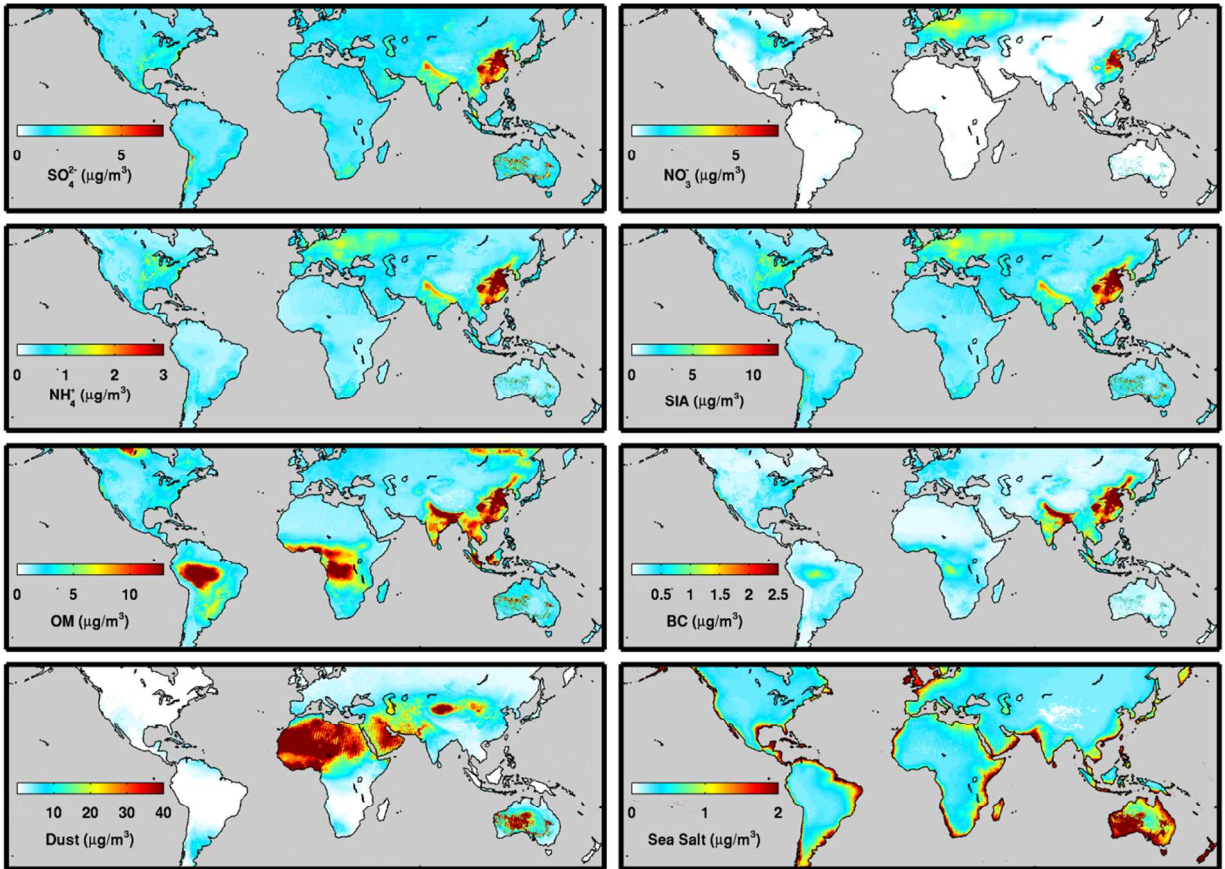 0 5
SO₄²⁻ (μg/m³)
0 5
NO₃⁻ (μg/m³)
0 1 2 3
NH₄⁺ (μg/m³)
0 5 10
SIA (μg/m³)
0 5 10
OM (μg/m³)
0.5 1 1.5 2 2.5
BC (μg/m³)
10 20 30 40
Dust (μg/m³)
0 1 2
Sea Salt (μg/m³)